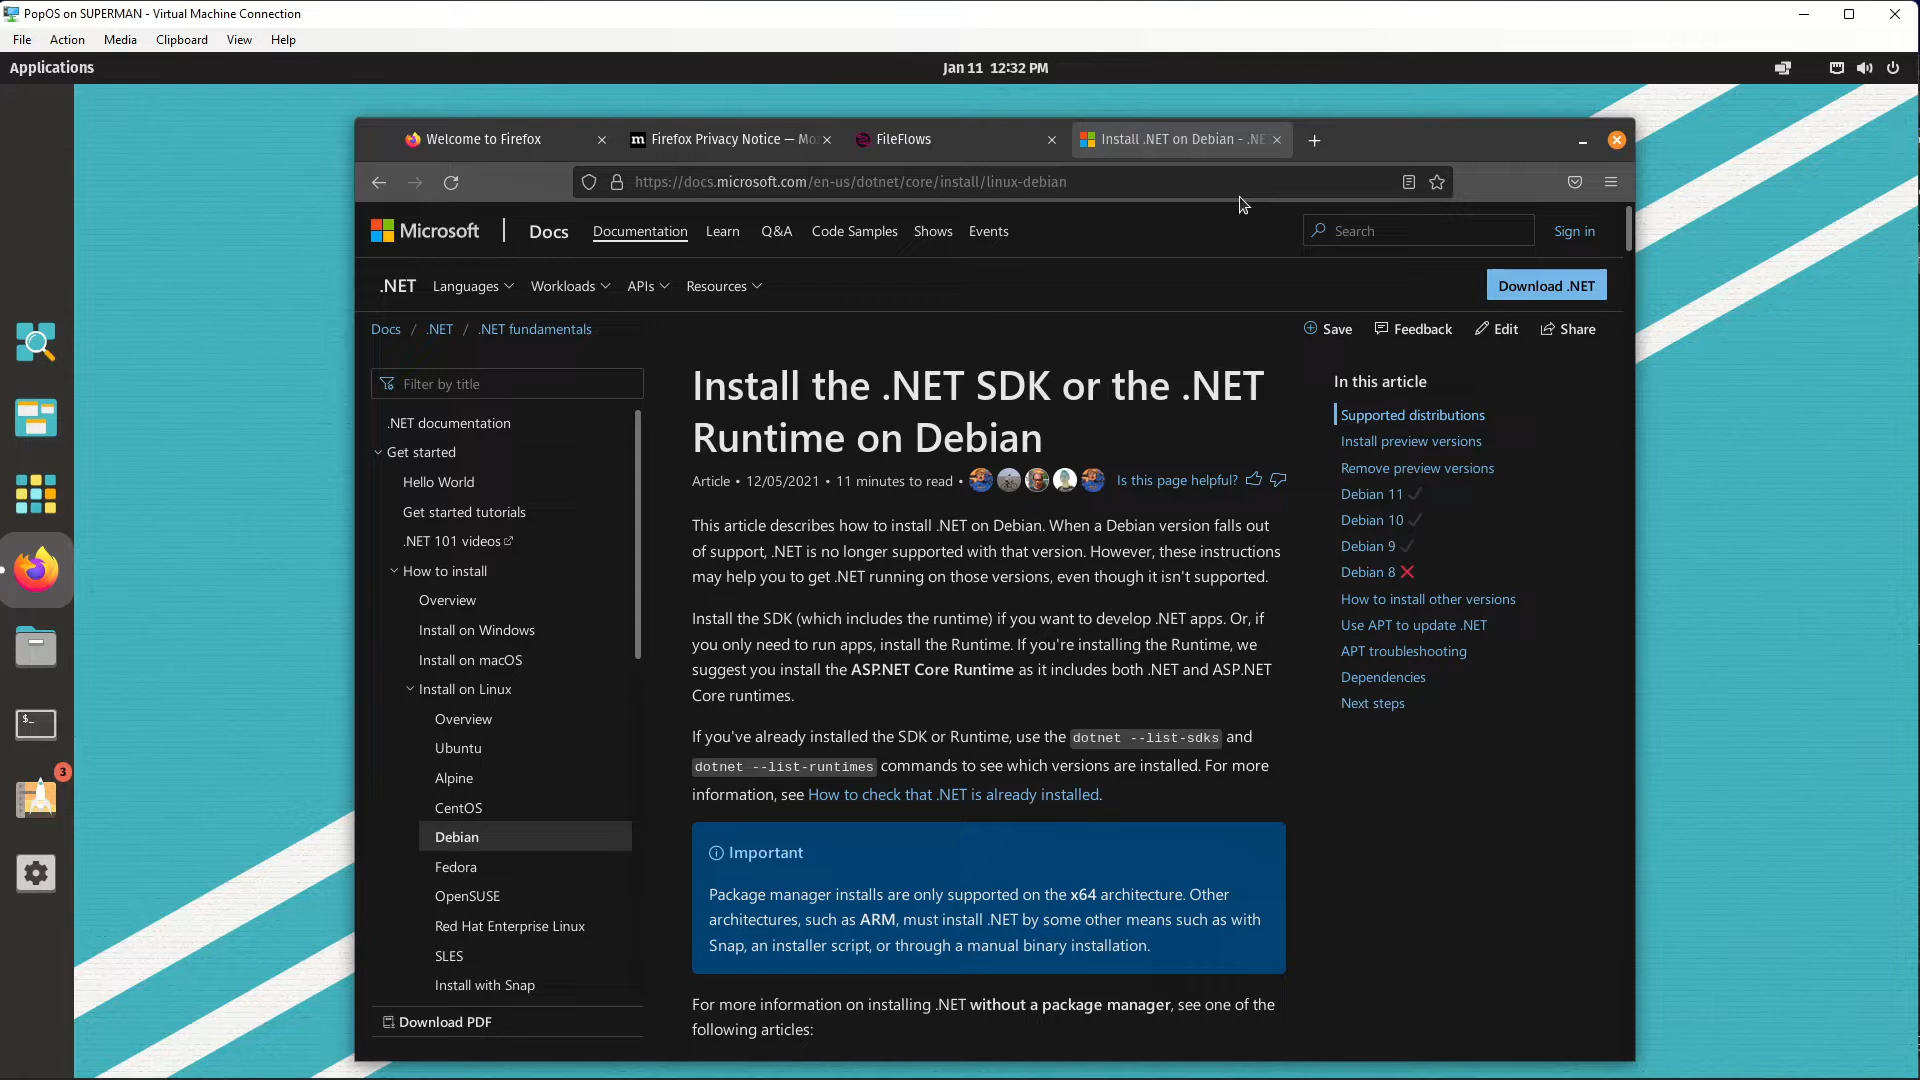 PopOS on SUPERMAN - Virtual Machine Connection
File Action Media Clipboard View Help
Applications
Jan 11 12:32 PM
Welcome to Firefox
Firefox Privacy Notice — Mo
FileFlows
Install .NET on Debian - .NE
https://docs.microsoft.com/en-us/dotnet/core/install/linux-debian
Microsoft Docs Documentation Learn Q&A Code Samples Shows Events
Search Sign in
.NET Languages Workloads APIs Resources
Download .NET
Docs / .NET / .NET fundamentals
Save Feedback Edit Share
Filter by title
.NET documentation
Get started
Hello World
Get started tutorials
.NET 101 videos
How to install
Overview
Install on Windows
Install on macOS
Install on Linux
Overview
Ubuntu
Alpine
CentOS
Debian
Fedora
OpenSUSE
Red Hat Enterprise Linux
SLES
Install with Snap
Download PDF
Install the .NET SDK or the .NET
Runtime on Debian
Article • 12/05/2021 • 11 minutes to read •
Is this page helpful?
This article describes how to install .NET on Debian. When a Debian version falls out
of support, .NET is no longer supported with that version. However, these instructions
may help you to get .NET running on those versions, even though it isn't supported.
Install the SDK (which includes the runtime) if you want to develop .NET apps. Or, if
you only need to run apps, install the Runtime. If you're installing the Runtime, we
suggest you install the ASP.NET Core Runtime as it includes both .NET and ASP.NET
Core runtimes.
If you've already installed the SDK or Runtime, use the dotnet --list-sdks and
dotnet --list-runtimes commands to see which versions are installed. For more
information, see How to check that .NET is already installed.
Important
Package manager installs are only supported on the x64 architecture. Other
architectures, such as ARM, must install .NET by some other means such as with
Snap, an installer script, or through a manual binary installation.
For more information on installing .NET without a package manager, see one of the
following articles:
In this article
Supported distributions
Install preview versions
Remove preview versions
Debian 11 ✓
Debian 10 ✓
Debian 9 ✓
Debian 8 ❌
How to install other versions
Use APT to update .NET
APT troubleshooting
Dependencies
Next steps
$_
3